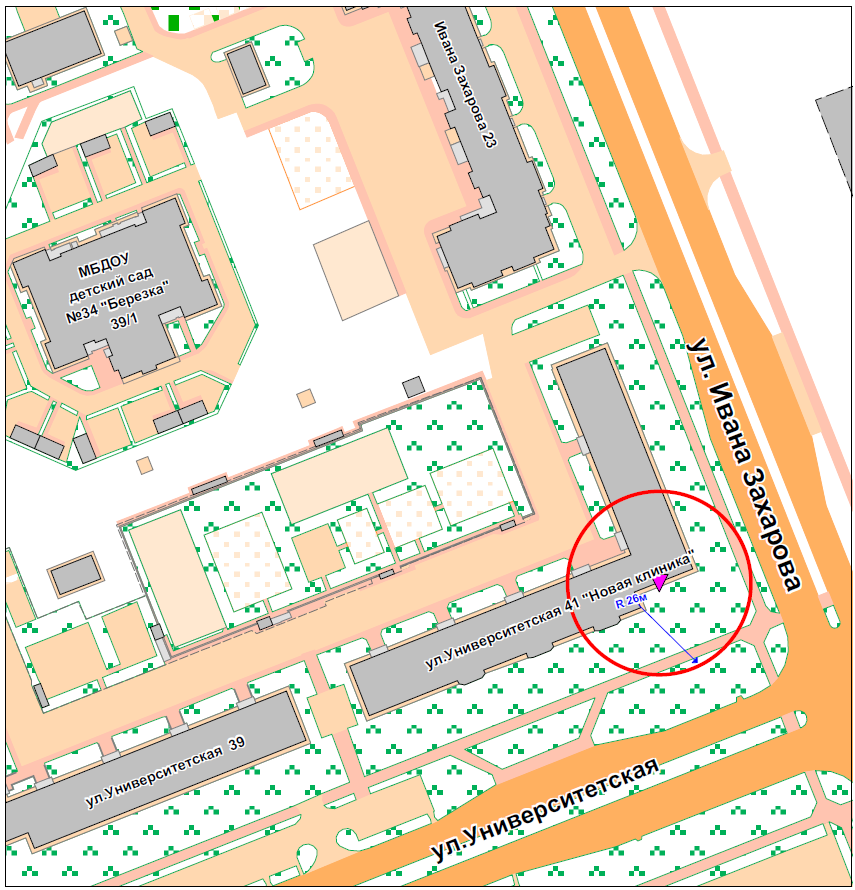 Ивана Захарова 23
МБДОУ
детский сад
№34 "Березка"
39/1
ул. Ивана Захарова
ул.Университетская 41 "Новая клиника"
R 26м
ул.Университетская 39
ул.Университетская